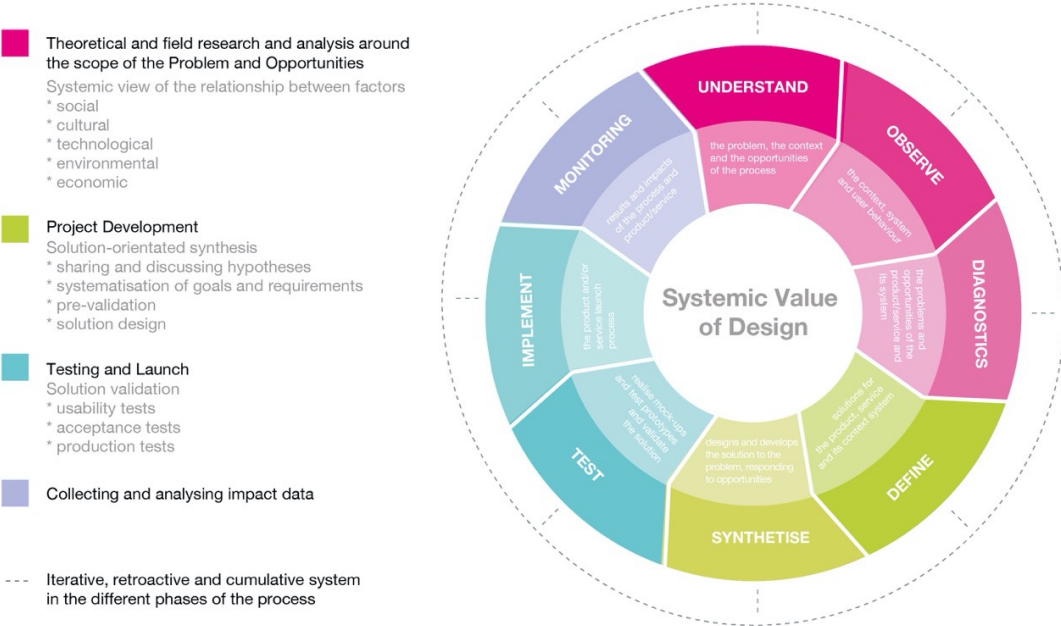 Theoretical and field research and analysis around
the scope of the Problem and Opportunities
Systemic view of the relationship between factors
* social
* cultural
* technological
* environmental
* economic
Project Development
Solution-orientated synthesis
* sharing and discussing hypotheses
* systematisation of goals and requirements
* pre-validation
* solution design
Testing and Launch
Solution validation
* usability tests
* acceptance tests
* production tests
Collecting and analysing impact data
Iterative, retroactive and cumulative system
in the different phases of the process
Systemic Value
of Design
UNDERSTAND
the problem, the context
and the opportunities
of the process
OBSERVE
the context, system
and user behaviour
DIAGNOSTICS
the problems and
opportunities of the
product/service and
its system
DEFINE
solutions for
the product, service
and its context system
SYNTHETISE
designs and develops
the solution to the
problem, responding
to opportunities
TEST
realise mock-ups
and test prototypes
and validate
the solution
IMPLEMENT
the product and/or
service launch
process
MONITORING
results and impacts
of the process and
product/service